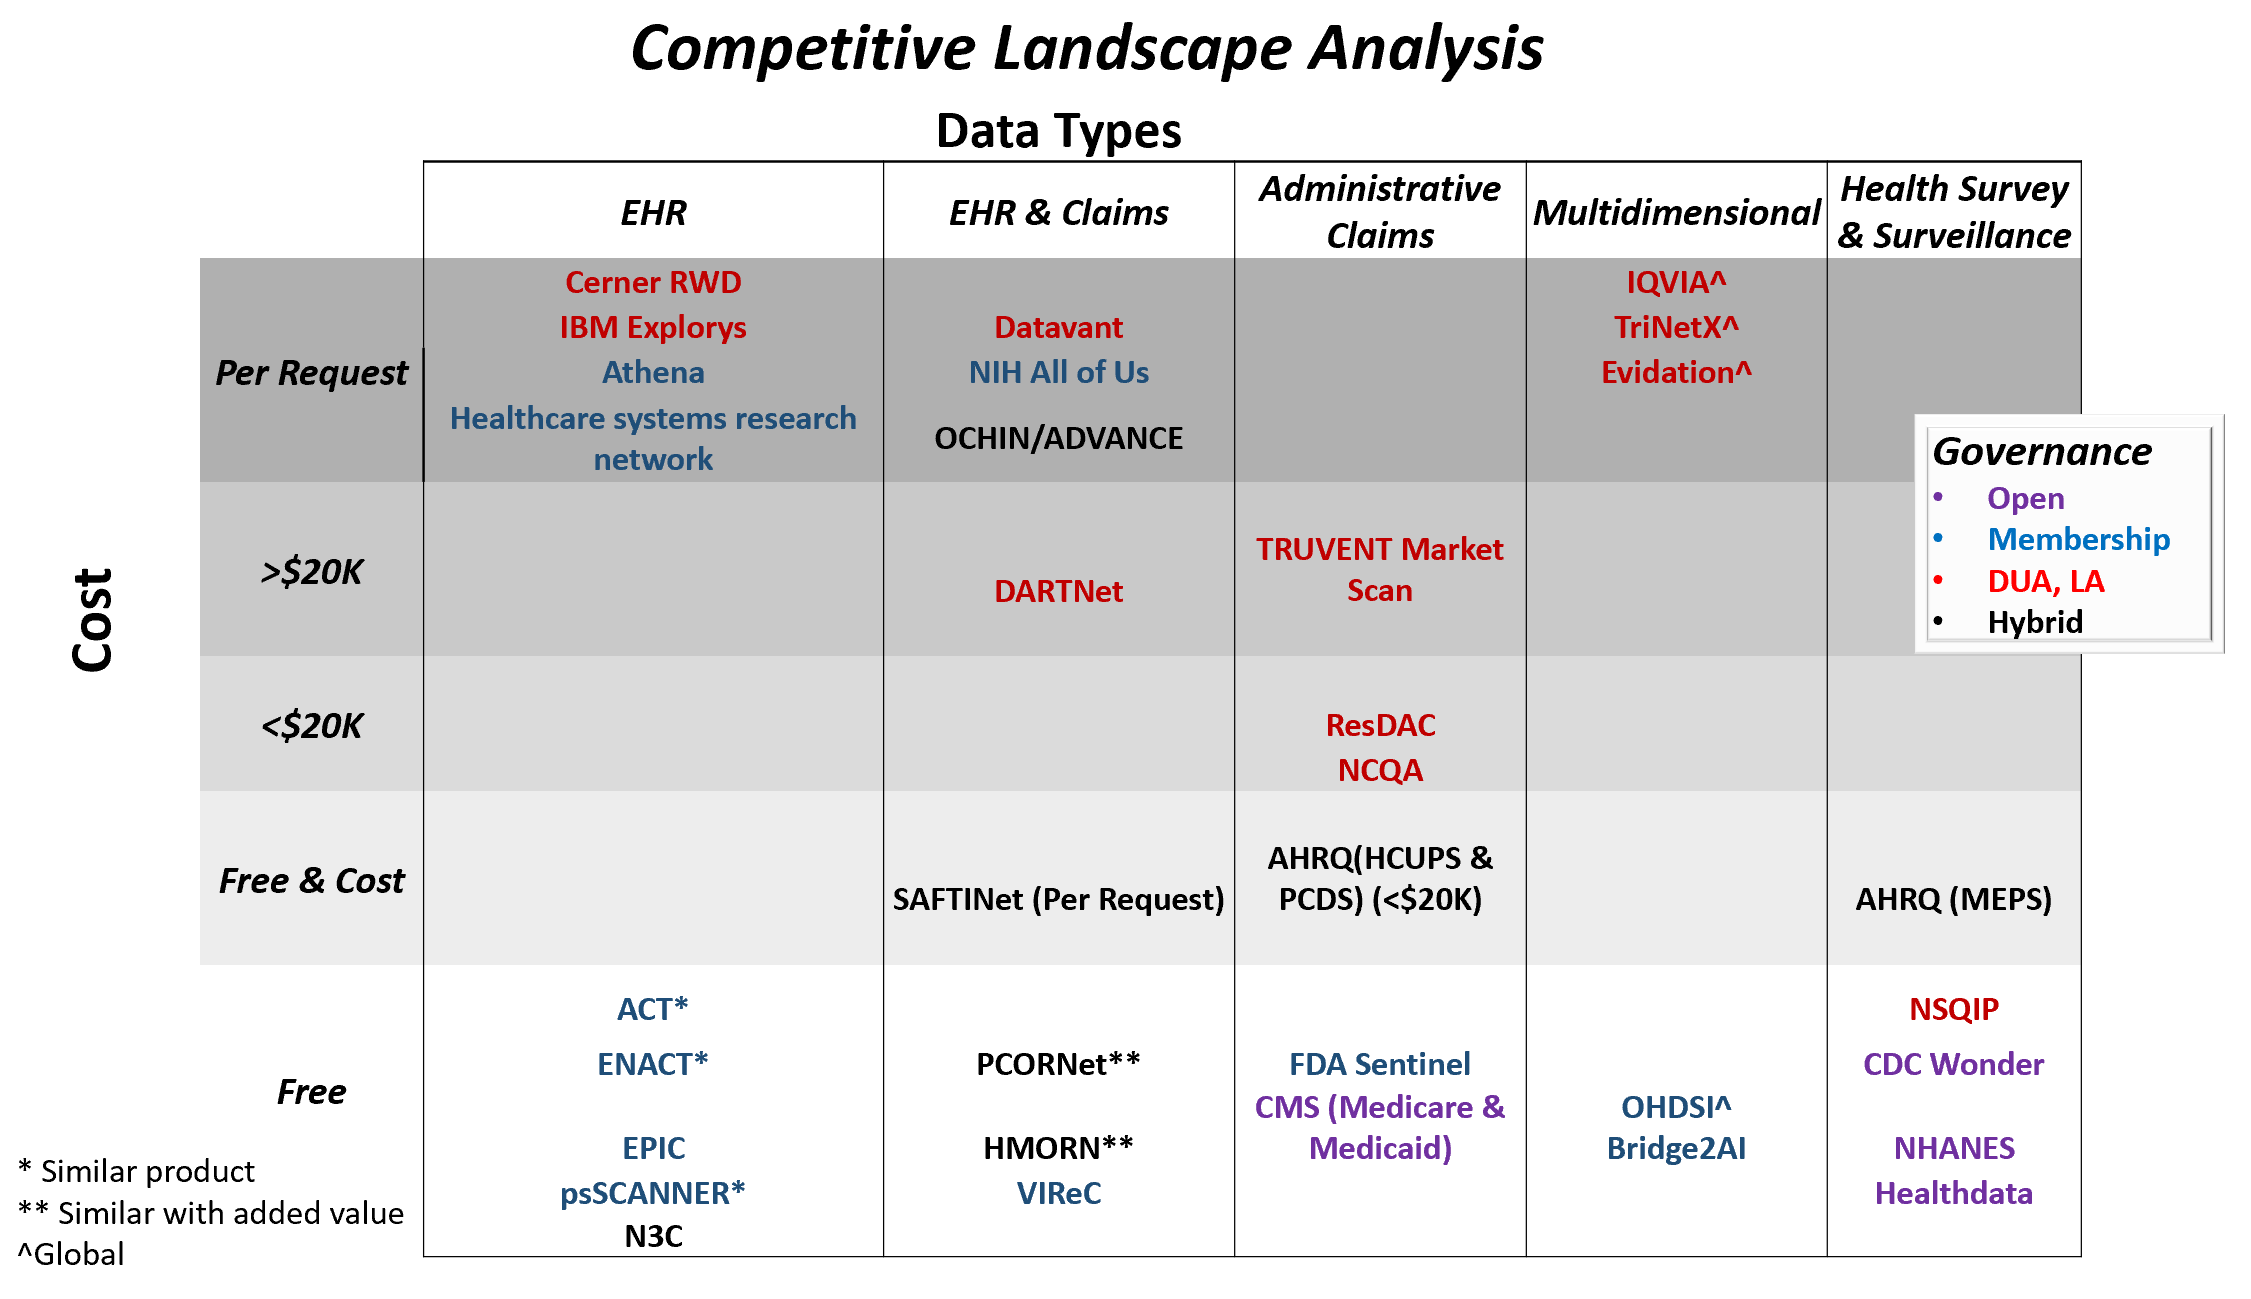 Competitive Landscape Analysis
Data Types
EHR
EHR & Claims
Administrative
Claims
Multidimensional
Health Survey
& Surveillance
Cost
Per Request
Cerner RWD
IBM Explorys
Athena
Healthcare systems research
network
Datavant
NIH All of Us
OCHIN/ADVANCE
IQVIA^
TriNetX^
Evidation^
>$20K
DARTNet
TRUVENT Market
Scan
<$20K
ResDAC
NCQA
Free & Cost
SAFTINet (Per Request)
AHRQ(HCUPS &
PCDS) (<$20K)
AHRQ (MEPS)
Free
ACT*
ENACT*
EPIC
psSCANNER*
N3C
PCORNet**
HMORN**
VIReC
FDA Sentinel
CMS (Medicare &
Medicaid)
OHDSI^
Bridge2AI
NSQIP
CDC Wonder
NHANES
Healthdata
Governance
• Open
• Membership
• DUA, LA
• Hybrid
* Similar product
** Similar with added value
^Global